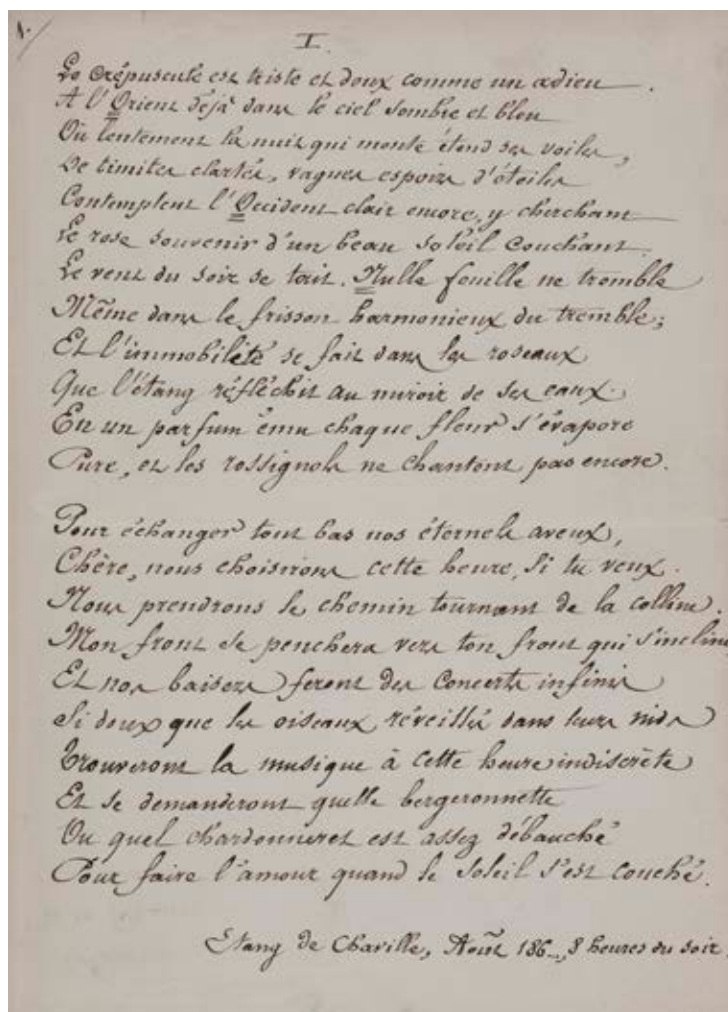 1.
I.
Le crépuscule est triste et doux comme un adieu.
A l'Orient déjà dans le ciel sombre et bleu
Où lentement la nuit qui monte étend ses voiles,
De timides clartés, vagues espoirs d'étoiles
Contemplent l'Occident clair encore, y cherchant
Le rose souvenir d'un beau soleil couchant.
Le vent du soir se tait. Nulle feuille ne tremble
Même dans le frisson harmonieux du tremble;
Et l'immobilité se fait dans les roseaux
Que l'étang réfléchit au miroir de ses eaux.
En un parfum ému chaque fleur s'évapore
Pure, et les rossignols ne chantent pas encore.
Pour échanger tout bas nos éternels aveux,
Chère, nous choisirons cette heure, si tu veux.
Nous prendrons le chemin tournant de la colline.
Mon front se penchera vers ton front qui s'incline
Et nos baisers feront des concerts infinis
Si doux que les oiseaux réveillés dans leurs nids
Trouveront la musique à cette heure indiscrète
Et se demanderont quelle bergeronnette
Ou quel chardonneret est assez débauché
Pour faire l'amour quand le soleil s'est couché.
Etang de Chaville, Août 186_, 8 heures du soir.